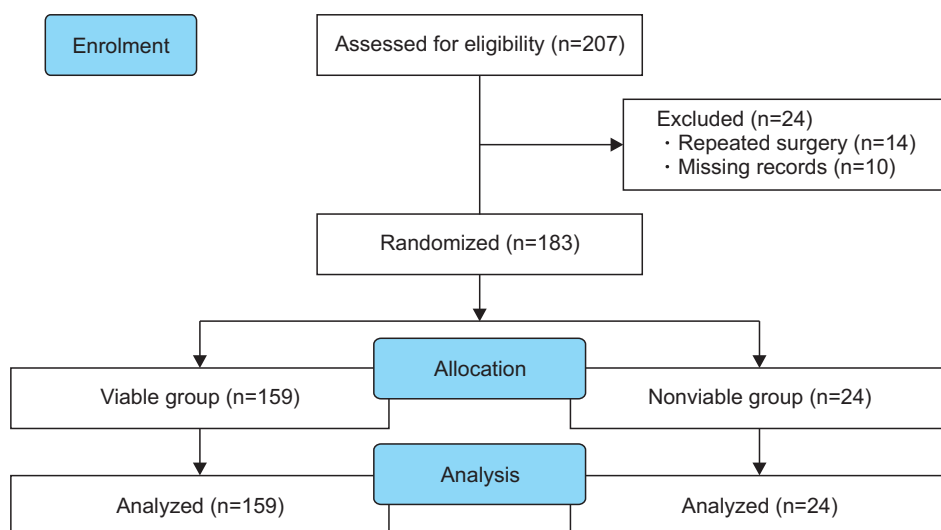 Enrolment
Assessed for eligibility (n=207)
Excluded (n=24)
· Repeated surgery (n=14)
· Missing records (n=10)
Randomized (n=183)
Allocation
Viable group (n=159)
Nonviable group (n=24)
Analysis
Analyzed (n=159)
Analyzed (n=24)